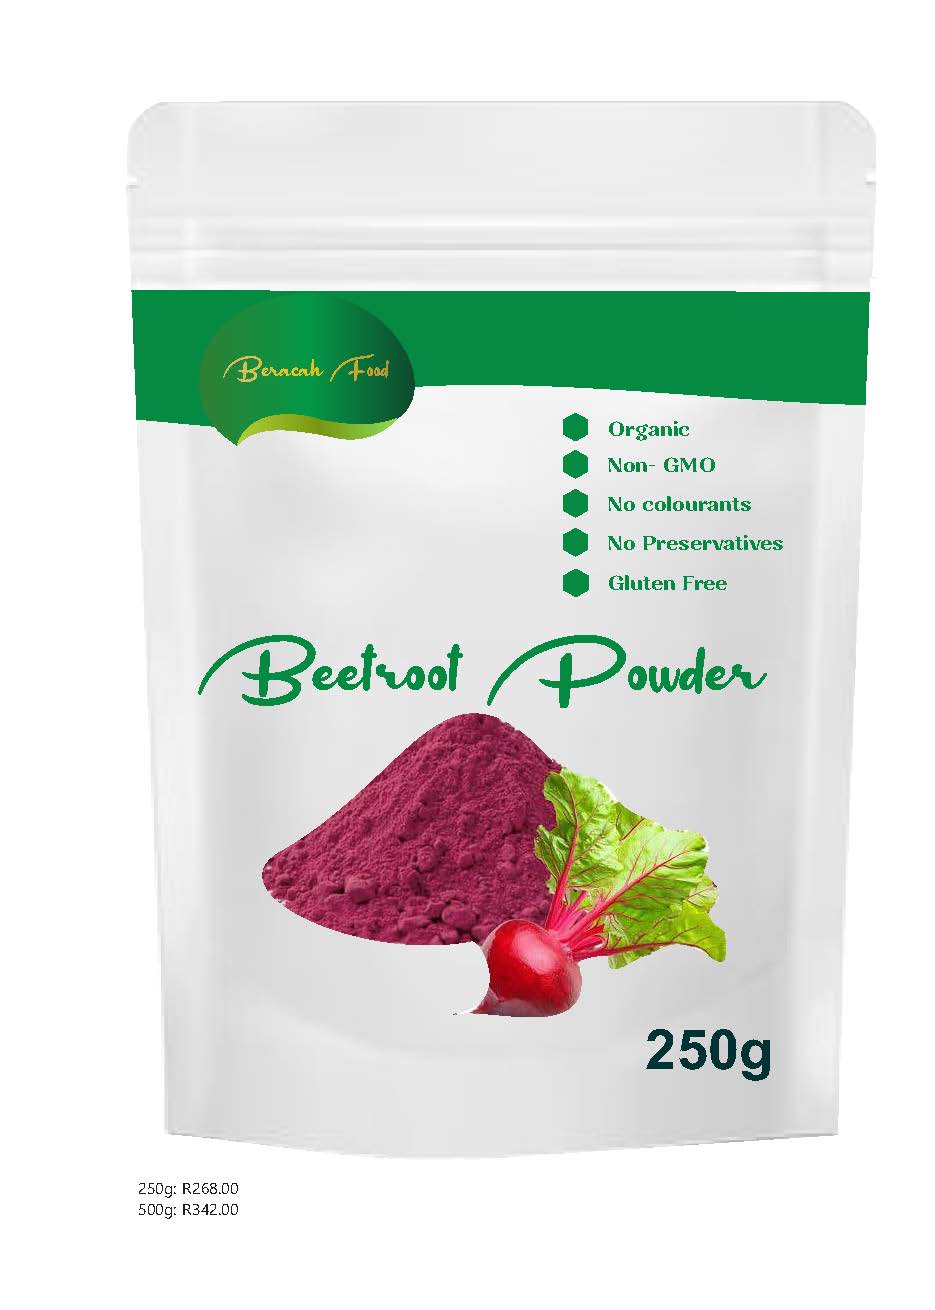 Beracah Food
Organic
Non- GMO
No colourants
No Preservatives
Gluten Free
Beetroot Powder
250g
250g: R268.00
500g: R342.00